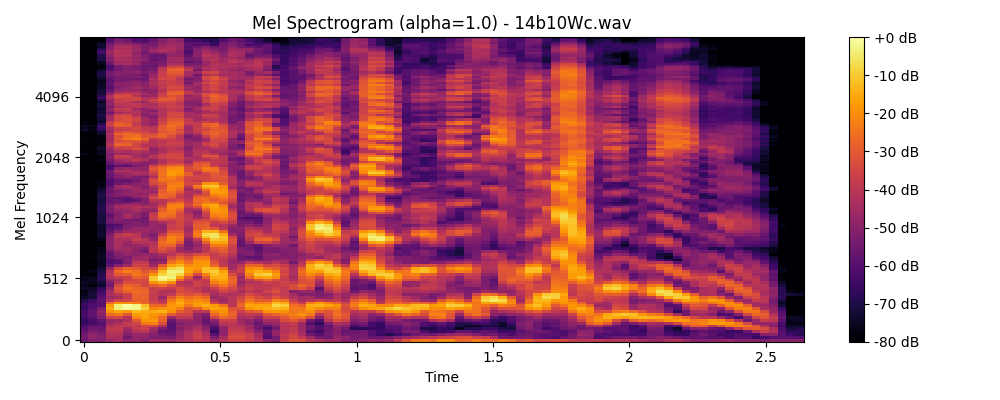 Mel Spectrogram (alpha=1.0) - 14b10Wc.wav
Mel Frequency
4096
2048
1024
512
0
0
0.5
1
1.5
2
2.5
Time
+0 dB
-10 dB
-20 dB
-30 dB
-40 dB
-50 dB
-60 dB
-70 dB
-80 dB